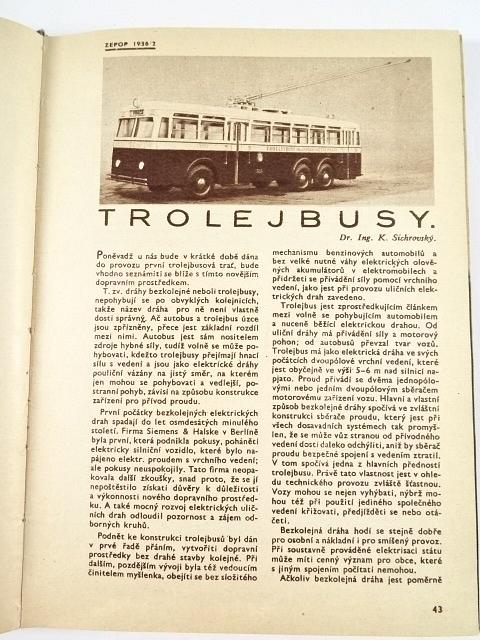 ZEPOP 1936/2
TROLEJBUSY.
Dr. Ing. K. Sichrovský.
Poněvadž u nás bude v krátké době dána
do provozu první trolejbusová trať, bude
vhodno seznámiti se blíže s tímto novějším
dopravním prostředkem.
T. zv. dráhy bezkolejné neboli trolejbusy,
nepohybují se po obvyklých kolejnicích,
takže název dráha pro ně není vlastně
dosti správný. Ač autobus a trolejbus úzce
jsou zpřízněny, přece jest základní rozdíl
mezi nimi. Autobus jest sám nositelem
zdroje hybné síly, tudíž volně se může po-
hybovati, kdežto trolejbusy přejímají hnací
sílu s vedení a jsou jako elektrické dráhy
pouliční vázány na jistý směr, na kterém
jen mohou se pohybovati a vedlejší, po-
stranní pohyb, závisí na způsobu konstrukce
zařízení pro přívod proudu.
První počátky bezkolejných elektrických
drah spadají do let osmdesátých minulého
století. Firma Siemens & Halske v Berlíně
byla první, která podnikla pokusy, poháněti
elektricky silniční vozidlo, které bylo na-
pájeno elektr. proudem s vrchního vedení;
ale pokusy neuspokojily. Tato firma neopa-
kovala další zkoušky, snad proto, že se jí
nepoštěstilo získati důvěry k důležitosti
a výkonnosti nového dopravního prostřed-
ku. A také mocný rozvoj elektrických ulič-
ních drah odloudil pozornost a zájem od-
borných kruhů.
Podnět ke konstrukci trolejbusů byl dán
v prvé řadě přáním, vytvořiti dopravní
prostředky bez drahé stavby kolejné. Při
dalším, pozdějším vývoji byla též vedoucím
činitelem myšlenka, obejíti se bez složitého
mechanismu benzinových automobilů a
bez velké nutné váhy elektrických olově-
ných akumulátorů v elektromobilech a
přidržeti se přivádění síly pomocí vrchního
vedení, jako jest při provozu uličních elek-
trických drah zavedeno.
Trolejbus jest zprostředkujícím článkem
mezi volně se pohybujícím automobilem
a nuceně běžící elektrickou drahou. Od
uliční dráhy má přivádění síly a motorový
pohon; od autobusů převzal tvar vozů.
Trolejbus má jako elektrická dráha ve svých
počátcích dvoupólové vrchní vedení, které
jest obyčejně ve výši 5–6 m nad silnicí na-
pjato. Proud přivádí se dvěma jednopólo-
vými nebo jedním dvoupólovým sběračem
motorovému zařízení vozu. Hlavní a vlastní
způsob bezkolejné dráhy spočívá ve zvláštní
konstrukci sběrače proudu, který jest při
všech dosavadních systémech tak promyš-
len, že se může vůz stranou od přívodného
vedení dosti daleko odchýliti, aniž by sběrač
proudu bezpečné spojení s vedením ztratil.
V tom spočívá jedna z hlavních předností
trolejbusu. Právě tato vlastnost jest v ohle-
du technického provozu zvláště šťastnou.
Vozy mohou se nejen vyhýbati, nýbrž mo-
hou též při použití jediného společného
vedení křižovati, předjížděti se nebo otá-
četi.
Bezkolejná dráha hodí se stejně dobře
pro osobní a nákladní i pro smíšený provoz.
Při soustavně prováděné elektrisaci státu
může míti cenný význam pro obce, které
s jiným spojením počítati nemohou.
Ačkoliv bezkolejná dráha jest poměrně
43